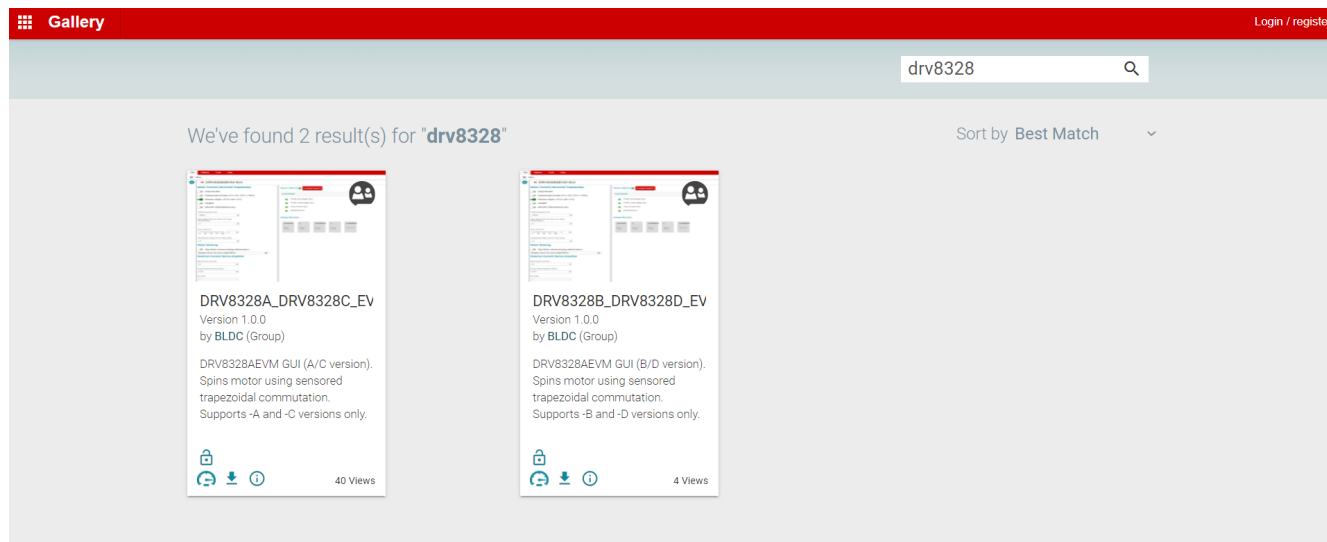 Gallery
Login / registe
drv8328
We've found 2 result(s) for "drv8328"
Sort by Best Match
DRV8328A_DRV8328C_EV
Version 1.0.0
by BLDC (Group)
DRV8328AEVM GUI (A/C version).
Spins motor using sensored
trapezoidal commutation.
Supports -A and -C versions only.
40 Views
DRV8328B_DRV8328D_EV
Version 1.0.0
by BLDC (Group)
DRV8328AEVM GUI (B/D version).
Spins motor using sensored
trapezoidal commutation.
Supports -B and -D versions only.
4 Views